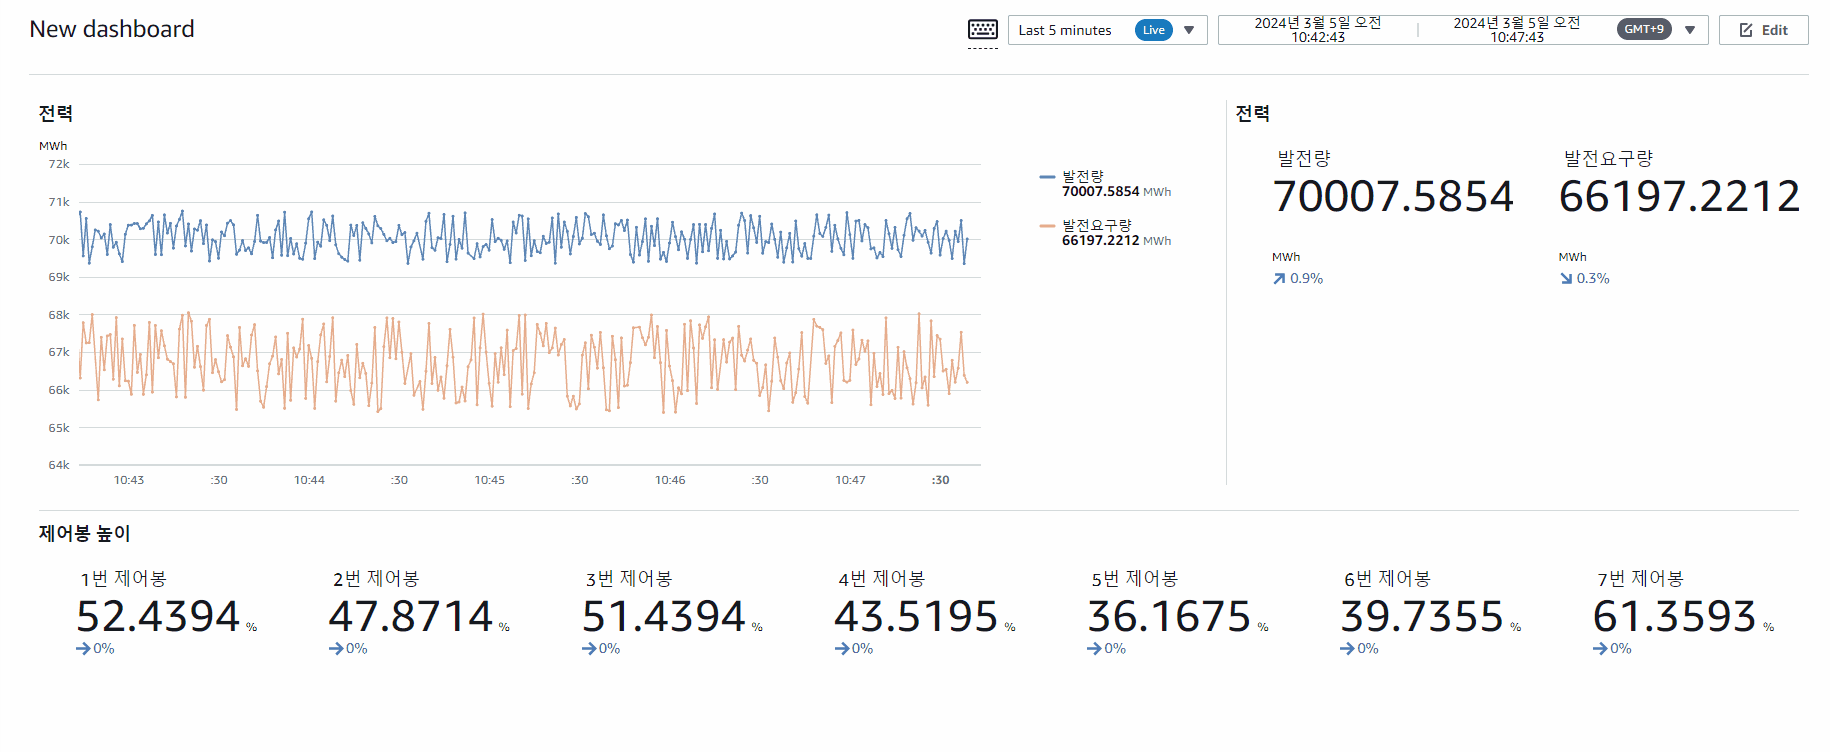 New dashboard
Last 5 minutes Live
2024년 3월 5일 오전
10:42:43
2024년 3월 5일 오전
10:47:43
GMT+9
Edit
전력
MWh
72k
71k
70k
69k
68k
67k
66k
65k
64k
10:43 :30 10:44 :30 10:45 :30 10:46 :30 10:47 :30
발전량
70007.5854 MWh
발전요구량
66197.2212 MWh
전력
발전량
70007.5854
MWh
0.9%
발전요구량
66197.2212
MWh
0.3%
제어봉 높이
1번 제어봉
52.4394 %
0%
2번 제어봉
47.8714 %
0%
3번 제어봉
51.4394 %
0%
4번 제어봉
43.5195 %
0%
5번 제어봉
36.1675 %
0%
6번 제어봉
39.7355 %
0%
7번 제어봉
61.3593 %
0%